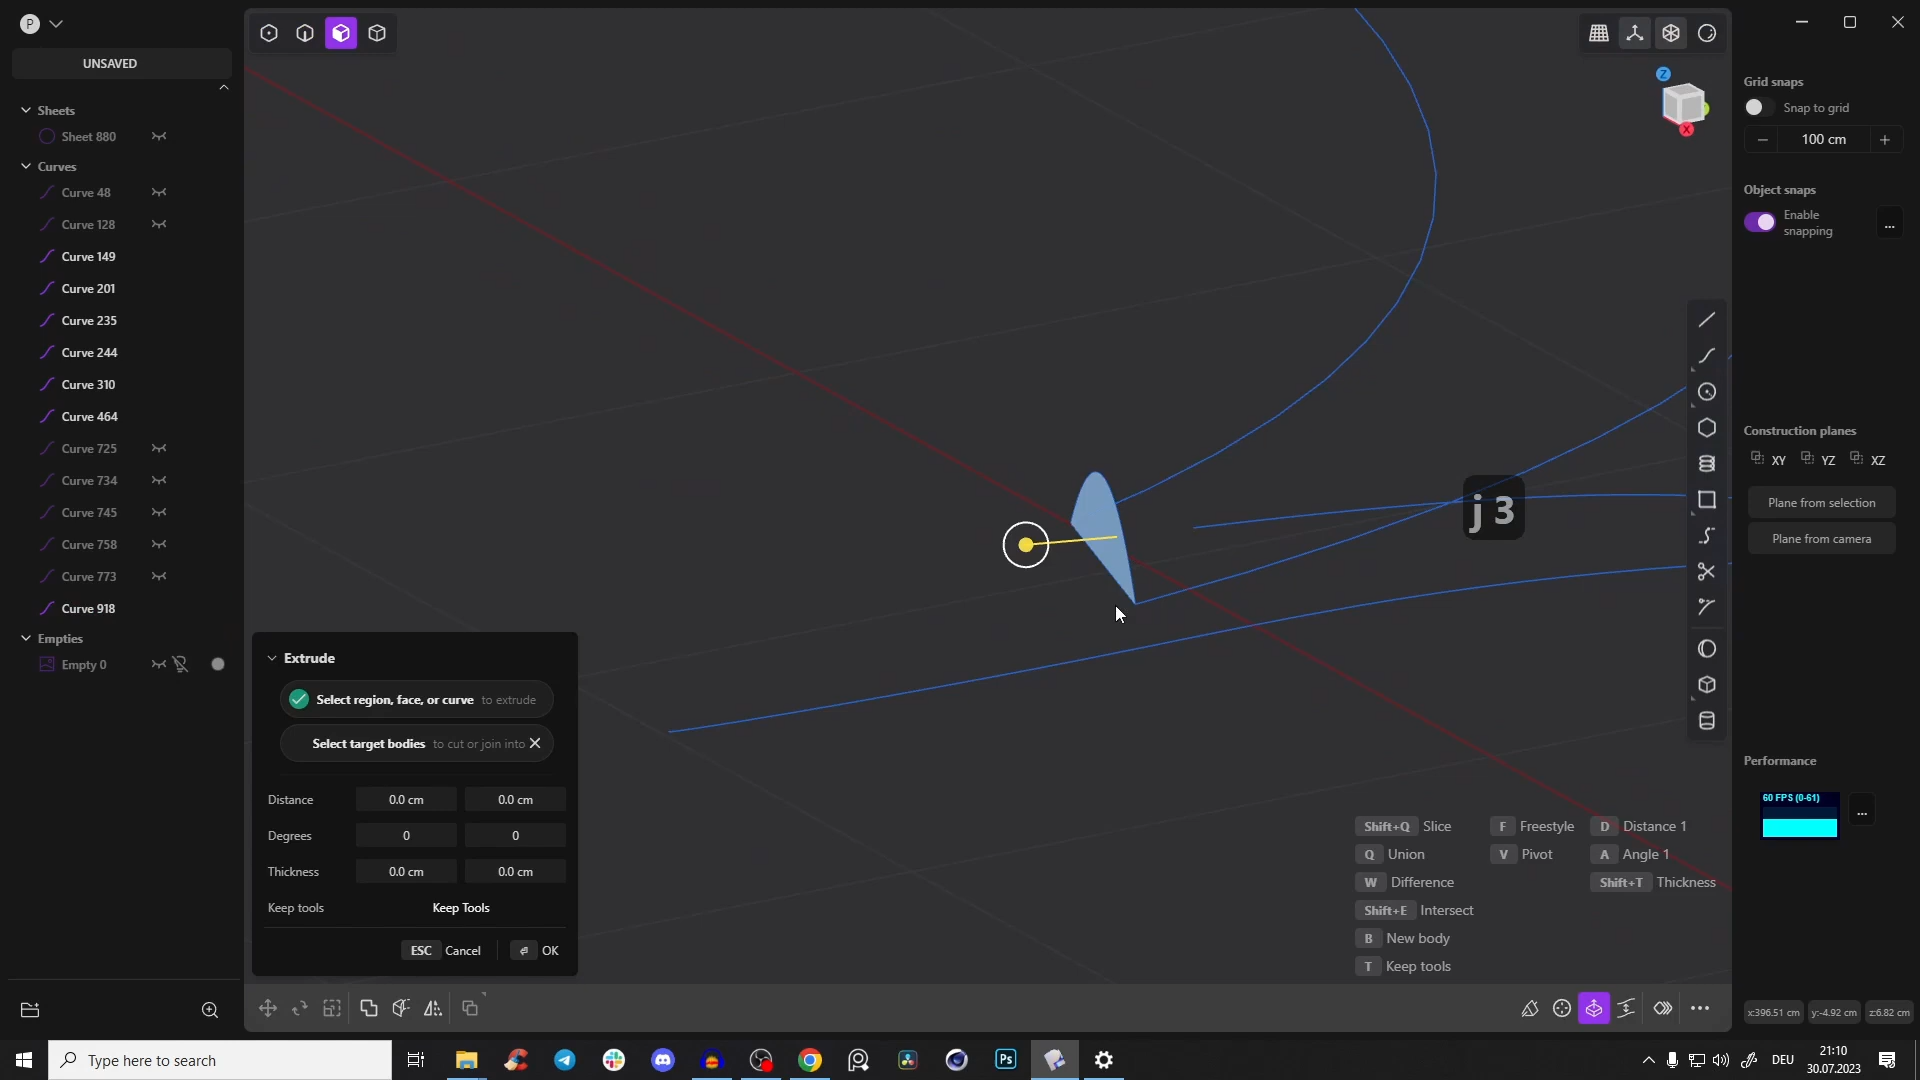 P
UNSAVED
Sheets
Sheet 880
Curves
Curve 48
Curve 128
Curve 149
Curve 201
Curve 235
Curve 244
Curve 310
Curve 464
Curve 725
Curve 734
Curve 745
Curve 758
Curve 773
Curve 918
Empties
Empty 0
Z
X
j 3
Extrude
Select region, face, or curve to extrude
Select target bodies to cut or join into
Distance 0.0 cm 0.0 cm
Degrees 0 0
Thickness 0.0 cm 0.0 cm
Keep tools Keep Tools
ESC Cancel OK
Shift+Q Slice F Freestyle D Distance 1
Q Union V Pivot A Angle 1
W Difference Shift+T Thickness
Shift+E Intersect
B New body
T Keep tools
Grid snaps
Snap to grid
100 cm
Object snaps
Enable
snapping
...
Construction planes
XY YZ XZ
Plane from selection
Plane from camera
Performance
60 FPS (0-61)
...
x:396.51 cm y:-4.92 cm z:6.82 cm
Type here to search
Ps
DEU
21:10
30.07.2023